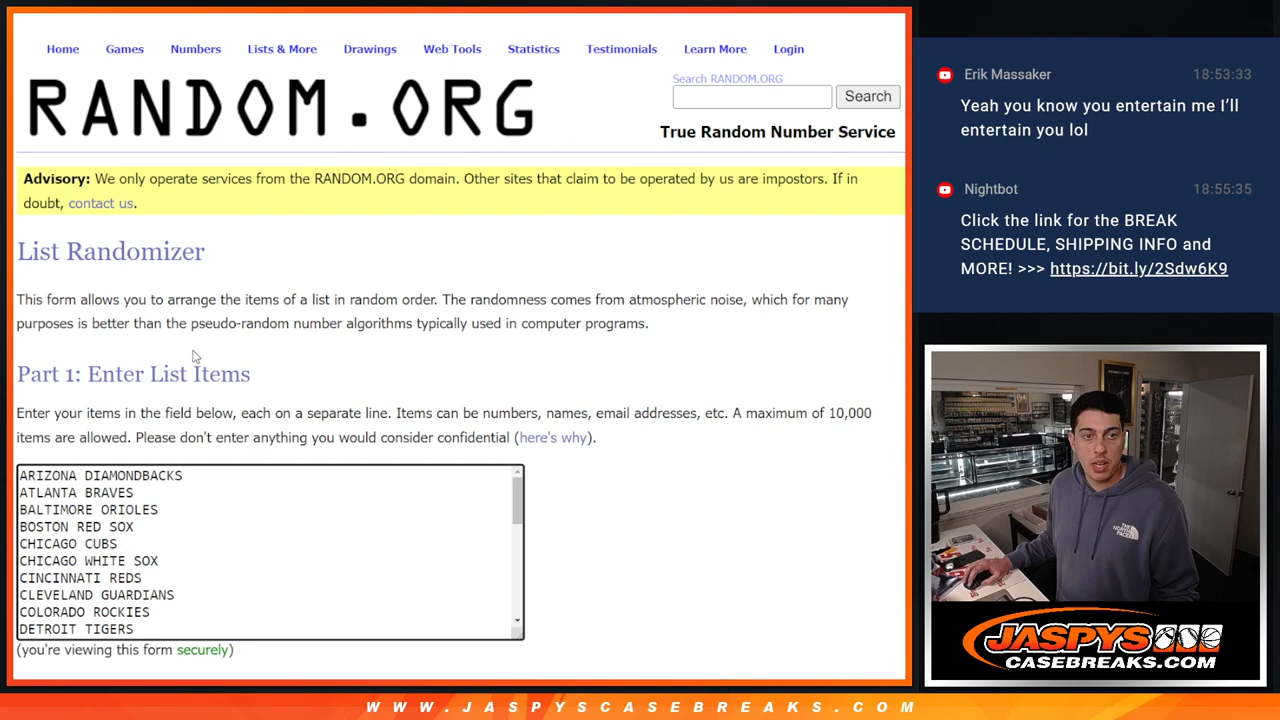 Home Games Numbers Lists & More Drawings Web Tools Statistics Testimonials Learn More Login
RANDOM.ORG
Search RANDOM.ORG
Search
True Random Number Service
Advisory: We only operate services from the RANDOM.ORG domain. Other sites that claim to be operated by us are impostors. If in
doubt, contact us.
List Randomizer
This form allows you to arrange the items of a list in random order. The randomness comes from atmospheric noise, which for many
purposes is better than the pseudo-random number algorithms typically used in computer programs.
Part 1: Enter List Items
Enter your items in the field below, each on a separate line. Items can be numbers, names, email addresses, etc. A maximum of 10,000
items are allowed. Please don't enter anything you would consider confidential (here's why).
ARIZONA DIAMONDBACKS
ATLANTA BRAVES
BALTIMORE ORIOLES
BOSTON RED SOX
CHICAGO CUBS
CHICAGO WHITE SOX
CINCINNATI REDS
CLEVELAND GUARDIANS
COLORADO ROCKIES
DETROIT TIGERS
(you're viewing this form securely)
Erik Massaker 18:53:33
Yeah you know you entertain me I'll
entertain you lol
Nightbot 18:55:35
Click the link for the BREAK
SCHEDULE, SHIPPING INFO and
MORE! >>> https://bit.ly/2Sdw6K9
THE
NORTH
FACE
JASPYS
CASEBREAKS.COM
WWW.JASPYSCASEBREAKS.COM